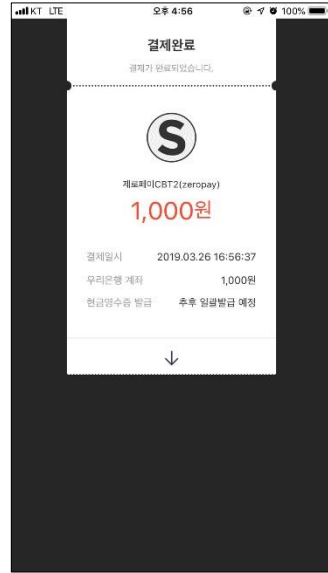 KT LTE 오후 4:56 100%
결제완료
결제가 완료되었습니다.
S
제로페이CBT2(zeropay)
1,000원
결제일시 2019.03.26 16:56:37
우리은행 계좌 1,000원
현금영수증 발급 추후 일괄발급 예정